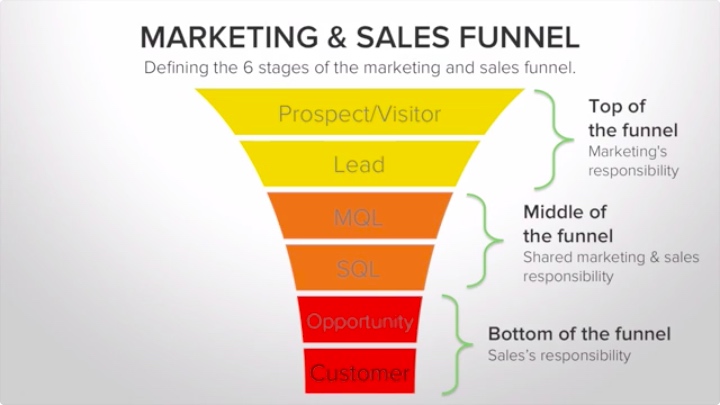 MARKETING & SALES FUNNEL
Defining the 6 stages of the marketing and sales funnel.
Prospect/Visitor
Lead
MQL
SQL
Opportunity
Customer
Top of
the funnel
Marketing's
responsibility
Middle of
the funnel
Shared marketing & sales
responsibility
Bottom of the funnel
Sales's responsibility